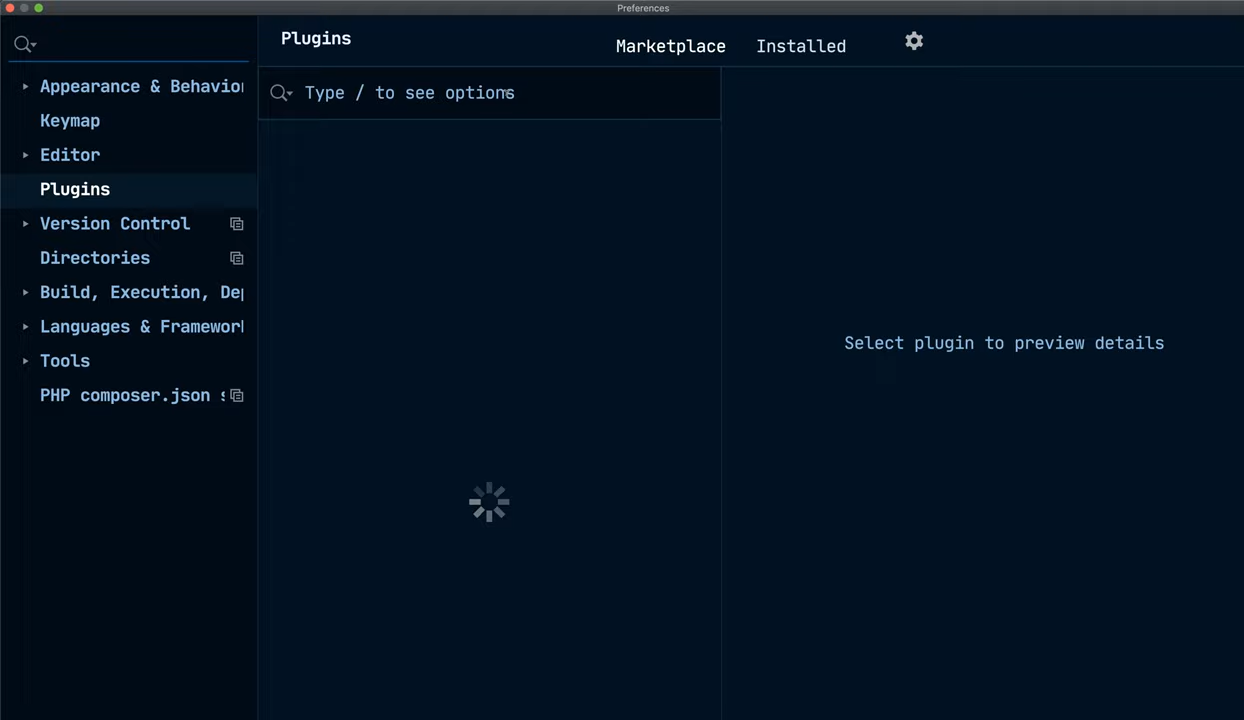 Preferences
Plugins
Marketplace
Installed
Type / to see options
Appearance & Behavio
Keymap
Editor
Plugins
Version Control
Directories
Build, Execution, De
Languages & Framewor
Tools
PHP composer.json s
Select plugin to preview details